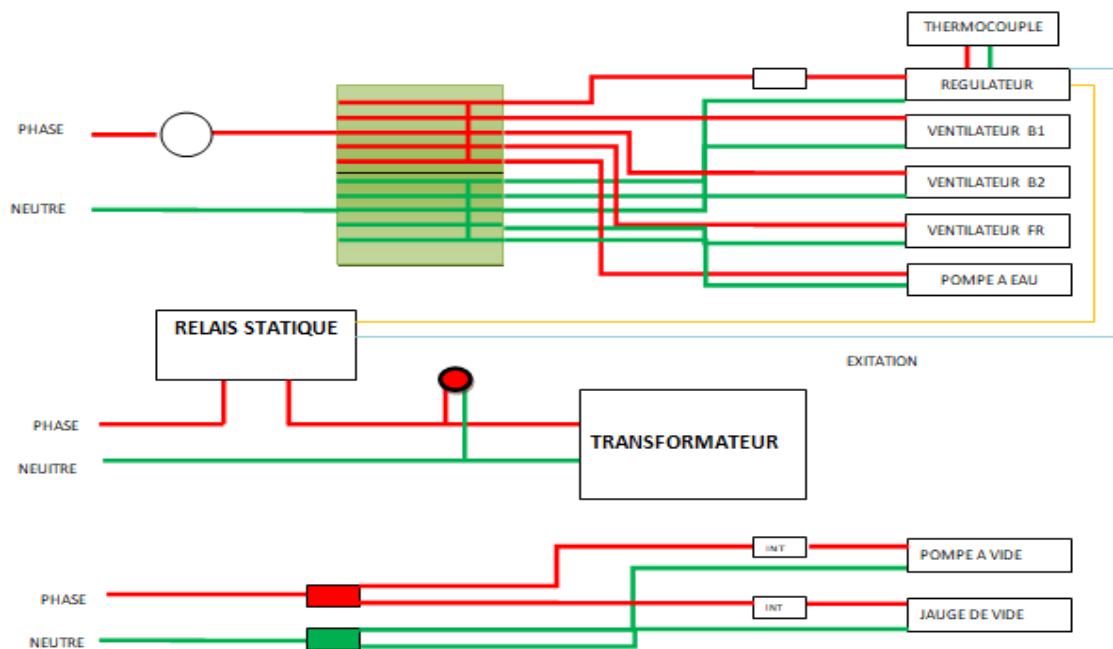 THERMOCOUPLE
REGULATEUR
PHASE
VENTILATEUR B1
VENTILATEUR B2
NEUTRE
VENTILATEUR FR
POMPE A EAU
RELAIS STATIQUE
EXITATION
PHASE
TRANSFORMATEUR
NEUITRE
INT
POMPE A VIDE
PHASE
INT
JAUGE DE VIDE
NEUTRE